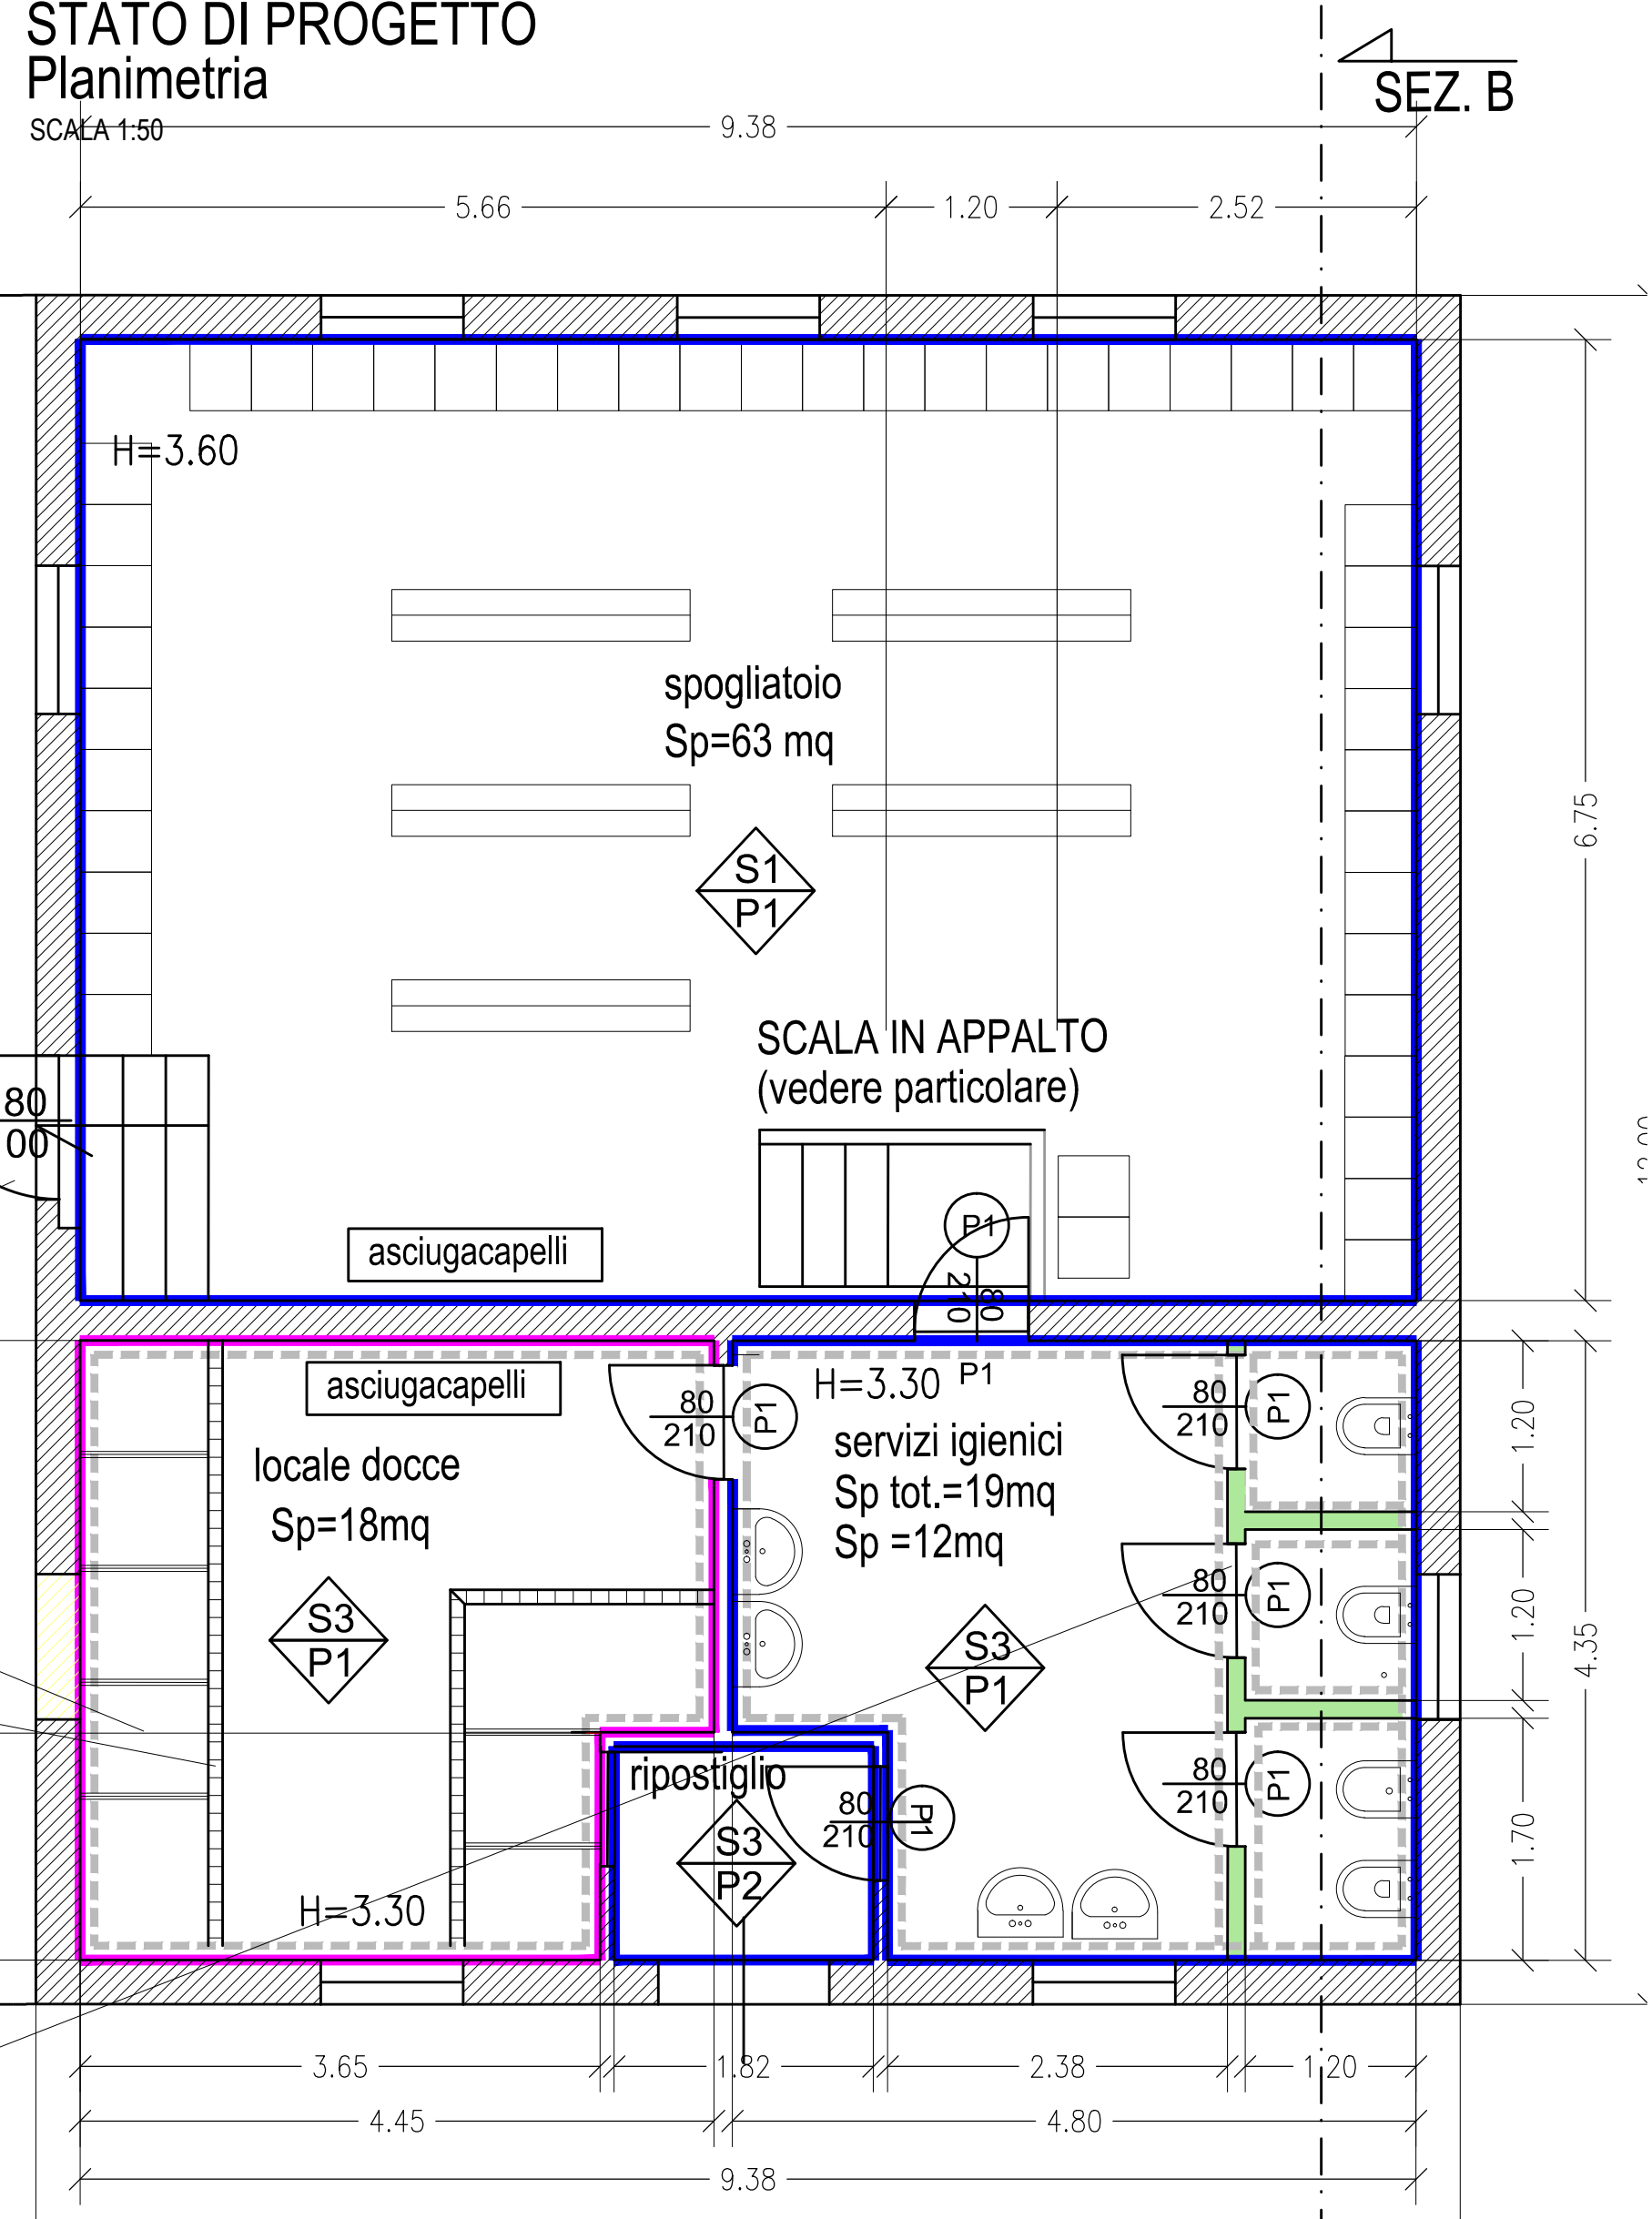 STATO DI PROGETTO
Planimetria
SCALA 1:50
SEZ. B
9.38
5.66
1.20
2.52
H=3.60
spogliatoio
Sp=63 mq
6.75
S1
P1
SCALA IN APPALTO
(vedere particolare)
80
00
P1
asciugacapelli
80
210
asciugacapelli
H=3.30
P1
80
210
P1
80
210
P1
1.20
locale docce
Sp=18mq
servizi igienici
Sp tot.=19mq
Sp =12mq
80
210
P1
1.20
4.35
S3
P1
S3
P1
ripostiglio
80
210
P1
80
210
P1
1.70
S3
P2
H=3.30
3.65
1.82
2.38
1.20
4.45
4.80
9.38